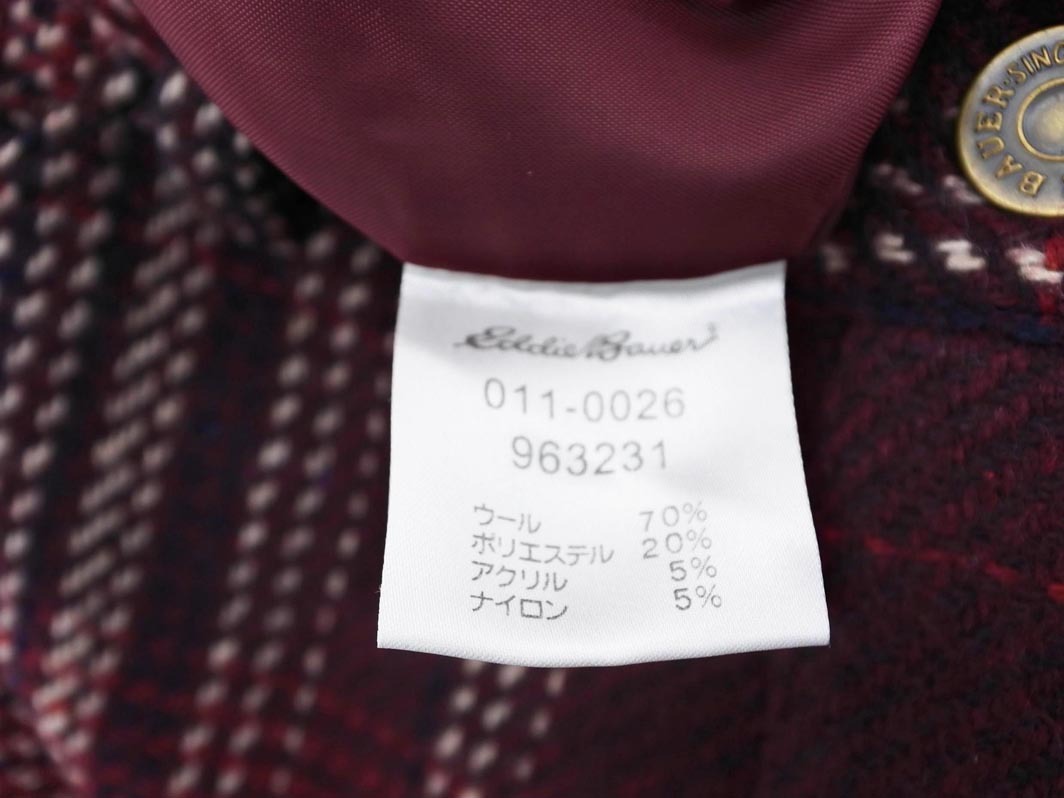 BAUER·SINC
Eddie Bauer
011-0026
963231
ウール 70%
ポリエステル 20%
アクリル 5%
ナイロン 5%